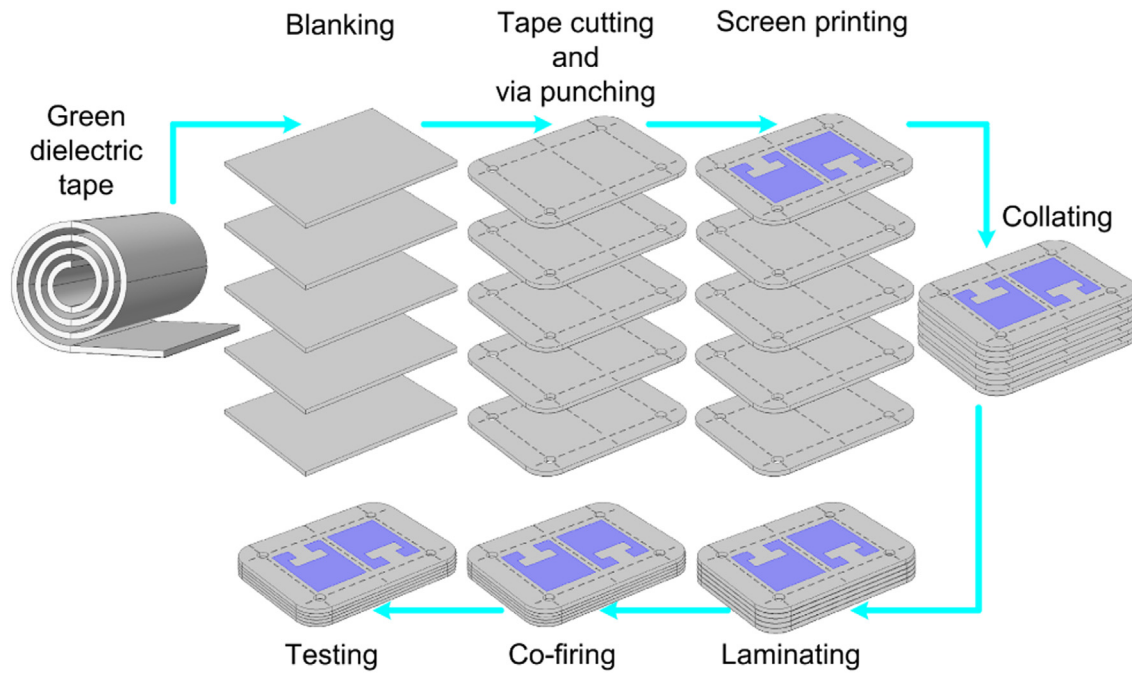 Green
dielectric
tape
Blanking
Tape cutting
and
via punching
Screen printing
Collating
Laminating
Co-firing
Testing